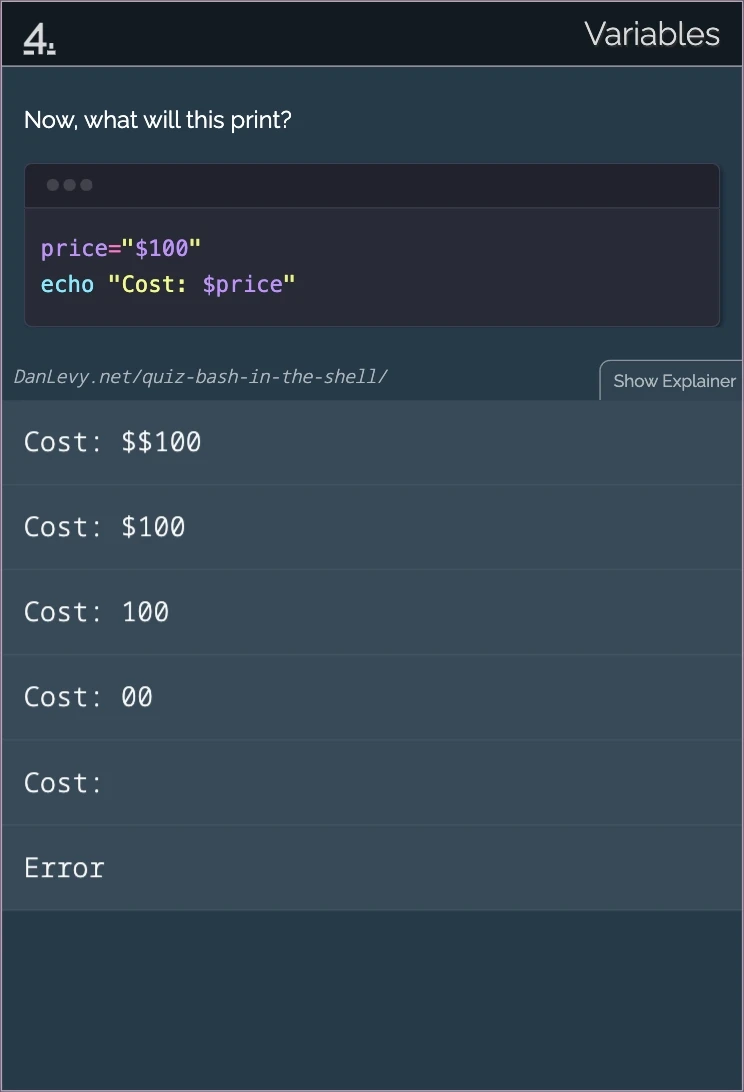 4.
Variables
Now, what will this print?
price="$100"
echo "Cost: $price"
DanLevy.net/quiz-bash-in-the-shell/
Show Explainer
Cost: $$100
Cost: $100
Cost: 100
Cost: 00
Cost:
Error